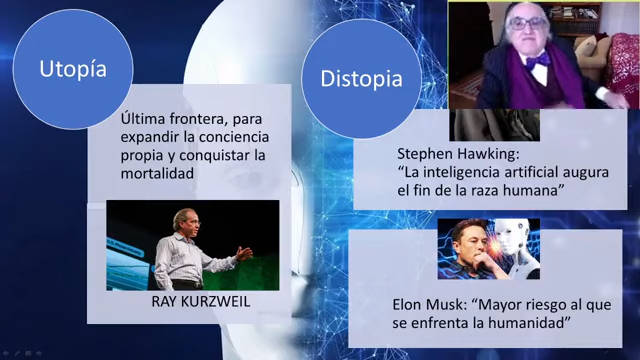 Utopía
Última frontera, para
expandir la conciencia
propia y conquistar la
mortalidad
RAY KURZWEIL
Distopia
Stephen Hawking:
“La inteligencia artificial augura
el fin de la raza humana”
Elon Musk: “Mayor riesgo al que
se enfrenta la humanidad”